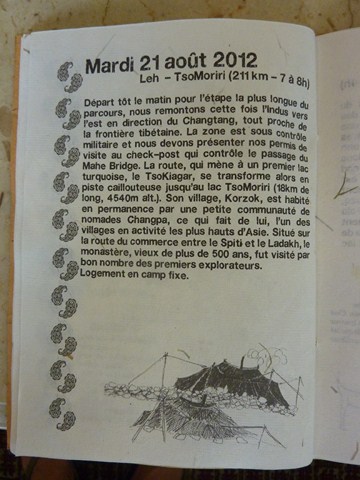 Mardi 21 août 2012
Leh - TsoMoriri (211 km – 7 à 8h)
Départ tôt le matin pour l'étape la plus longue du
parcours, nous remontons cette fois l'Indus vers
l'est en direction du Changtang, tout proche de
la frontière tibétaine. La zone est sous contrôle
militaire et nous devons présenter nos permis de
visite au check-post qui contrôle le passage du
Mahe Bridge. La route, qui mène à un premier lac
turquoise, le TsoKiagar, se transforme alors en
piste caillouteuse jusqu'au lac TsoMoriri (18km de
long, 4540m alt.). Son village, Korzok, est habité
en permanence par une petite communauté de
nomades Changpa, ce qui fait de lui, l'un des
villages en activité les plus hauts d'Asie. Situé sur
la route du commerce entre le Spiti et le Ladakh, le
monastère, vieux de plus de 500 ans, fut visité par
bon nombre des premiers explorateurs.
Logement en camp fixe.